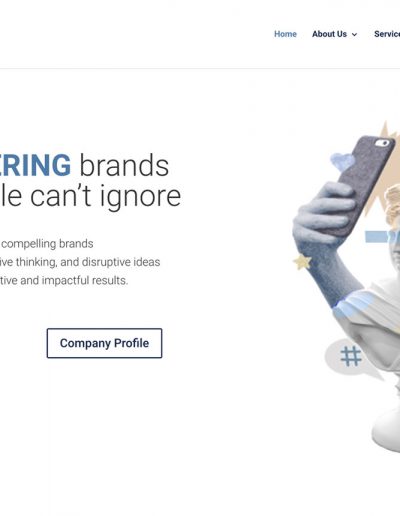 Home About Us Service
ERING brands
le can’t ignore
compelling brands
ive thinking, and disruptive ideas
tive and impactful results.
Company Profile
#